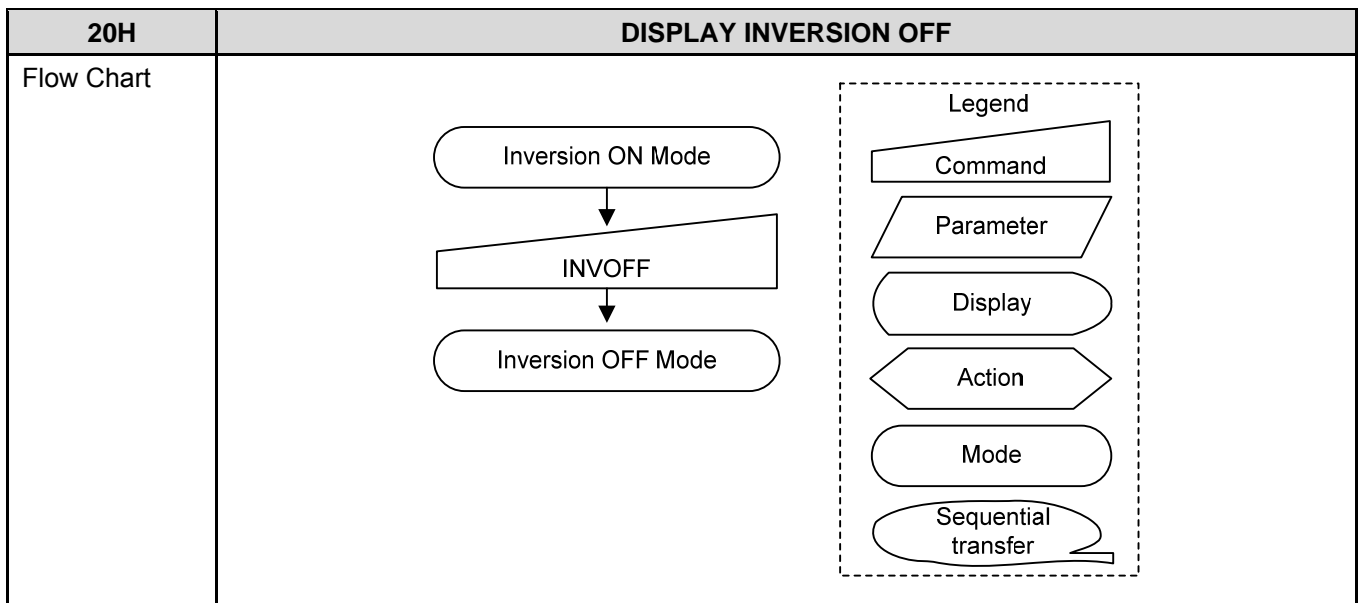 20H
DISPLAY INVERSION OFF
Flow Chart
Inversion ON Mode
INVOFF
Inversion OFF Mode
Legend
Command
Parameter
Display
Action
Mode
Sequential
transfer